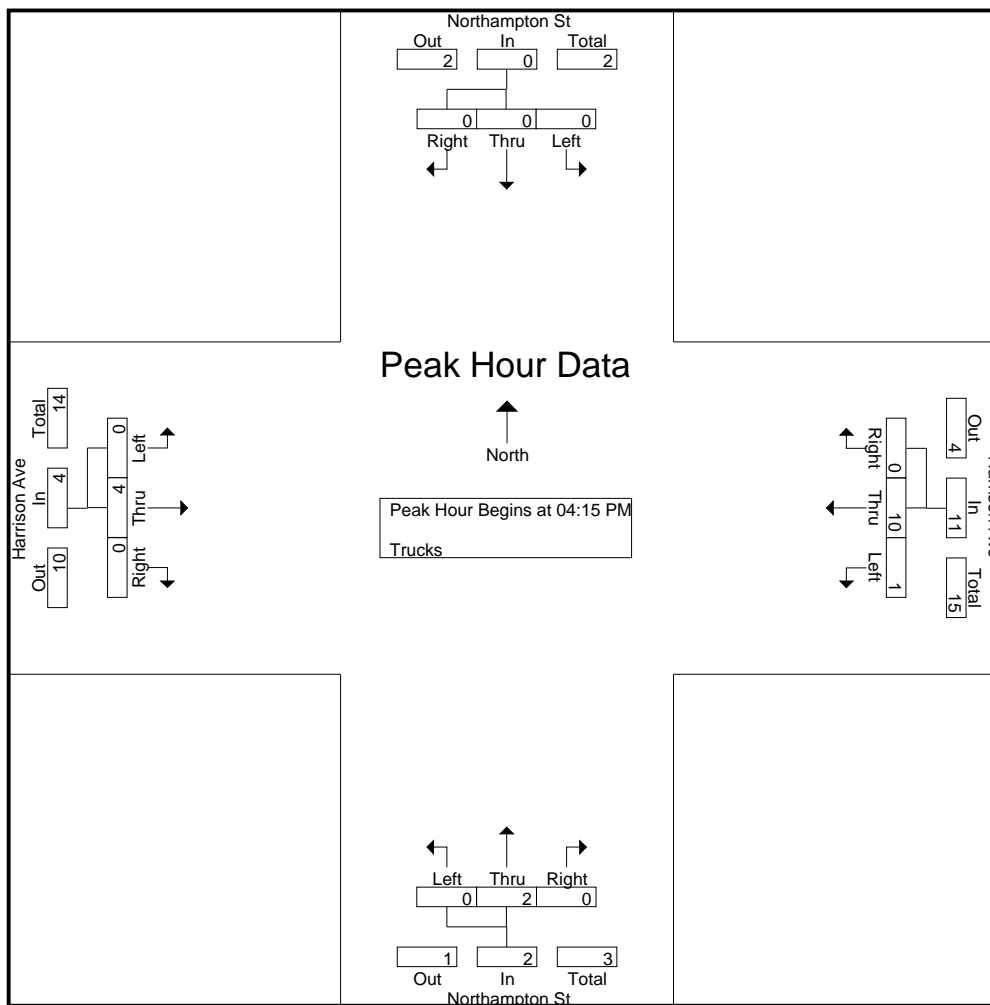 Northampton St
Out In Total
2 0 2
0 0 0
Right Thru Left
Peak Hour Data
North
Peak Hour Begins at 04:15 PM
Trucks
Harrison Ave
Total In Out
14 4 10
0 4 0
Left Thru Right
Right Thru Left
0 10 1
Out In Total
4 11 15
Left Thru Right
0 2 0
1 2 3
Out In Total
Northampton St